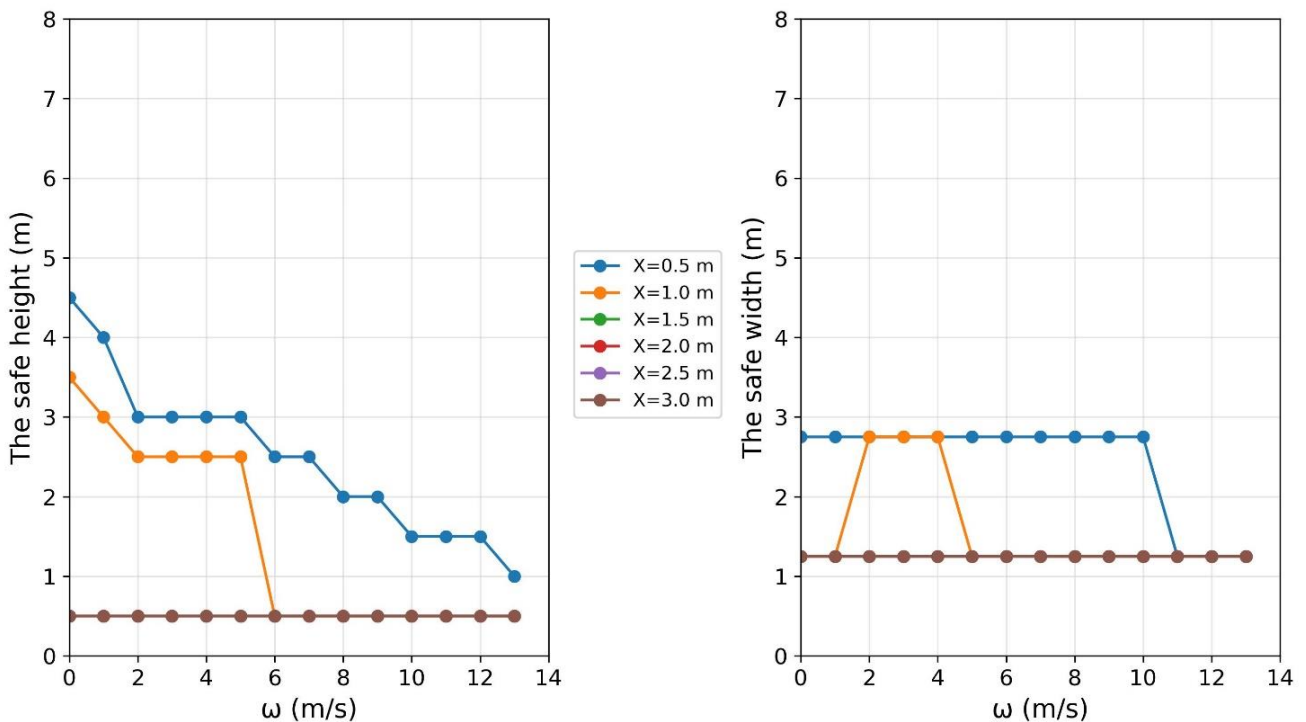 The safe height (m)
8
7
6
5
4
3
2
1
0
0 2 4 6 8 10 12 14
ω (m/s)
X=0.5 m
X=1.0 m
X=1.5 m
X=2.0 m
X=2.5 m
X=3.0 m
The safe width (m)
8
7
6
5
4
3
2
1
0
0 2 4 6 8 10 12 14
ω (m/s)